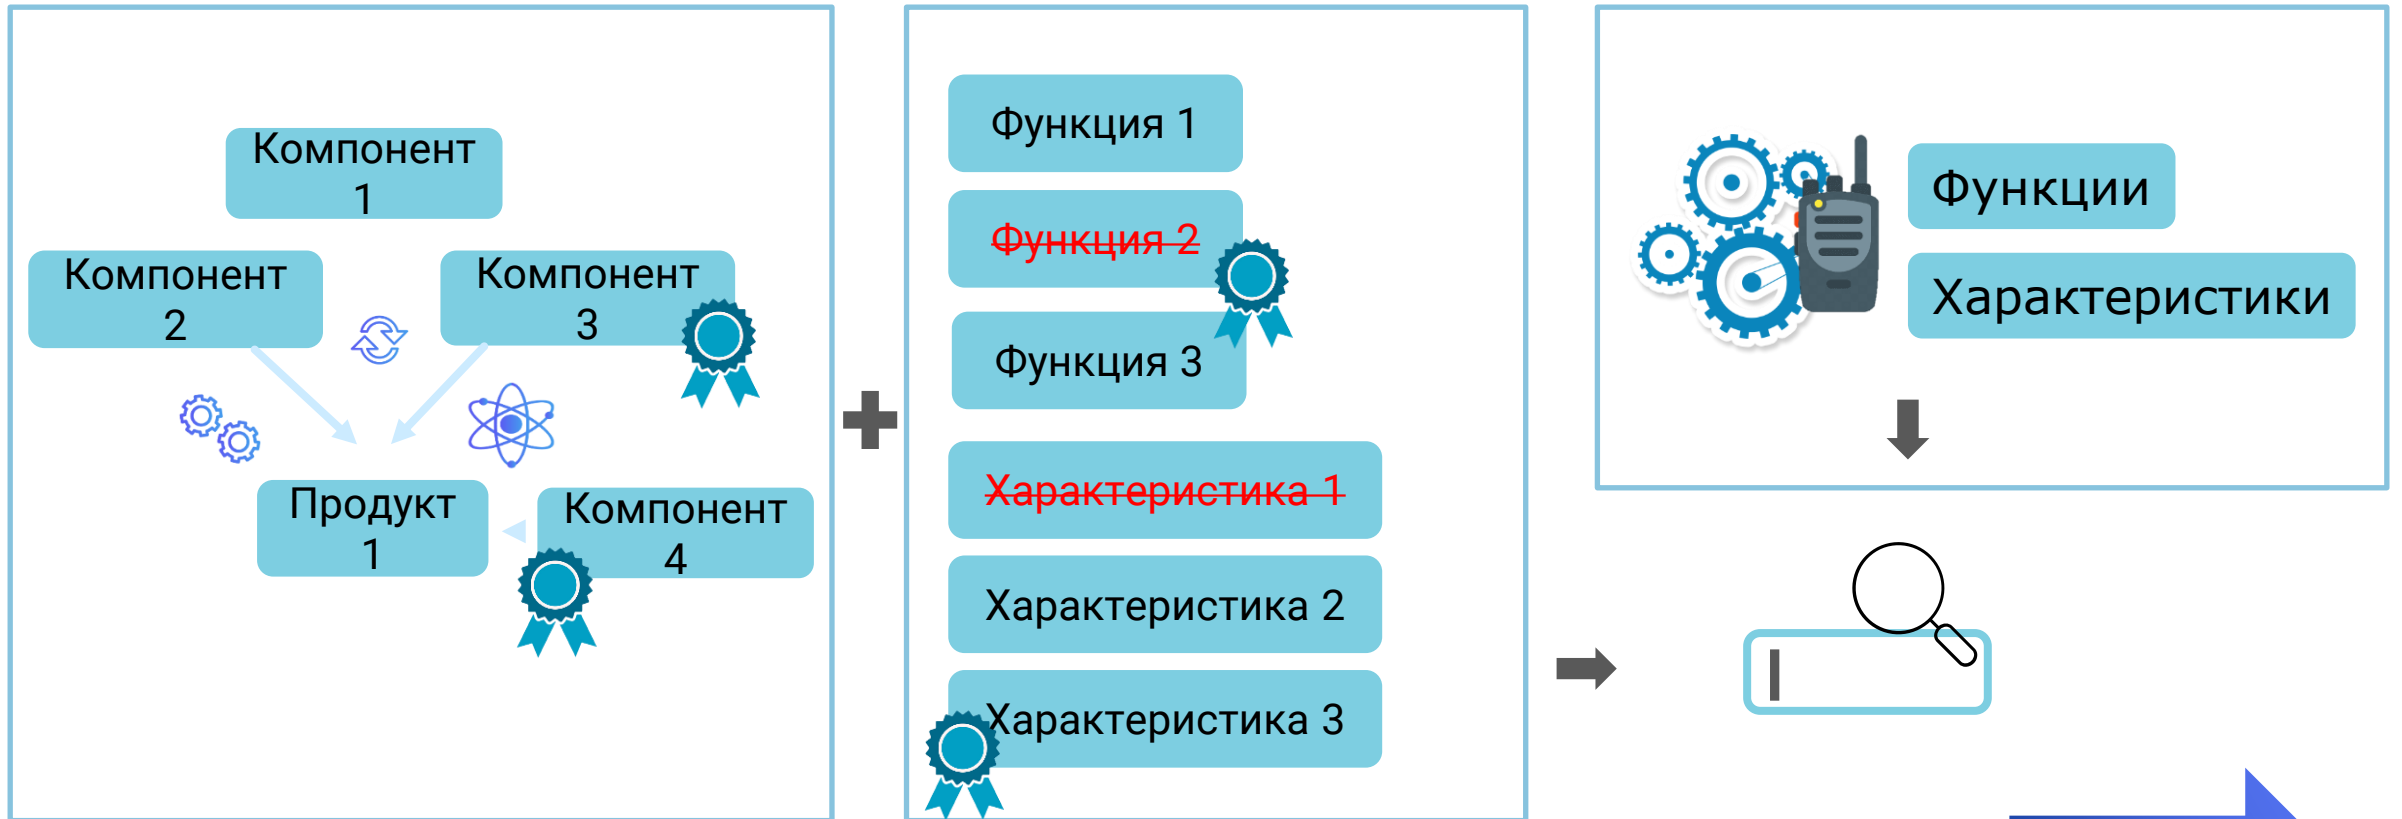 Компонент
1
Компонент
2
Компонент
3
Продукт
1
Компонент
4
Функция 1
Функция 2
Функция 3
Характеристика 1
Характеристика 2
Характеристика 3
Функции
Характеристики